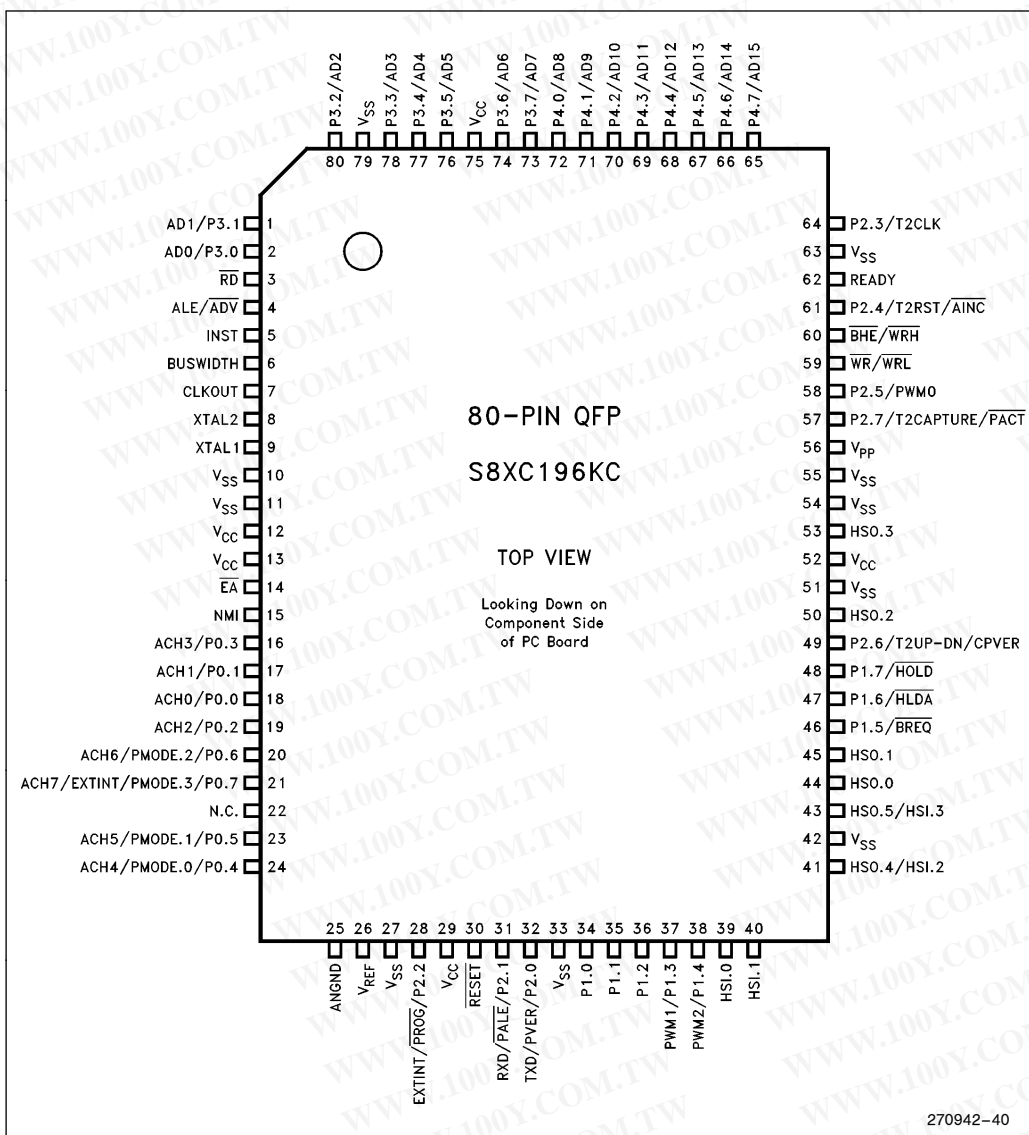 P3.2/AD2
VSS
P3.3/AD3
P3.4/AD4
P3.5/AD5
VCC
P3.6/AD6
P3.7/AD7
P4.0/AD8
P4.1/AD9
P4.2/AD10
P4.3/AD11
P4.4/AD12
P4.5/AD13
P4.6/AD14
P4.7/AD15
80 79 78 77 76 75 74 73 72 71 70 69 68 67 66 65
AD1/P3.1 1
AD0/P3.0 2
RD 3
ALE/ADV 4
INST 5
BUSWIDTH 6
CLKOUT 7
XTAL2 8
XTAL1 9
VSS 10
VSS 11
VCC 12
VCC 13
EA 14
NMI 15
ACH3/P0.3 16
ACH1/P0.1 17
ACH0/P0.0 18
ACH2/P0.2 19
ACH6/PMODE.2/P0.6 20
ACH7/EXTINT/PMODE.3/P0.7 21
N.C. 22
ACH5/PMODE.1/P0.5 23
ACH4/PMODE.0/P0.4 24
80-PIN QFP
S8XC196KC
TOP VIEW
Looking Down on
Component Side
of PC Board
64 P2.3/T2CLK
63 VSS
62 READY
61 P2.4/T2RST/AINC
60 BHE/WRH
59 WR/WRL
58 P2.5/PWM0
57 P2.7/T2CAPTURE/PACT
56 VPP
55 VSS
54 VSS
53 HSO.3
52 VCC
51 VSS
50 HSO.2
49 P2.6/T2UP-DN/CPVER
48 P1.7/HOLD
47 P1.6/HLDA
46 P1.5/BREQ
45 HSO.1
44 HSO.0
43 HSO.5/HSI.3
42 VSS
41 HSO.4/HSI.2
25 26 27 28 29 30 31 32 33 34 35 36 37 38 39 40
ANGND
VREF
VSS
EXTINT/PROG/P2.2
VCC
RESET
RXD/PALE/P2.1
TXD/PVER/P2.0
VSS
P1.0
P1.1
P1.2
PWM1/P1.3
PWM2/P1.4
HSI.0
HSI.1
270942-40
WWW.100Y.COM.TW